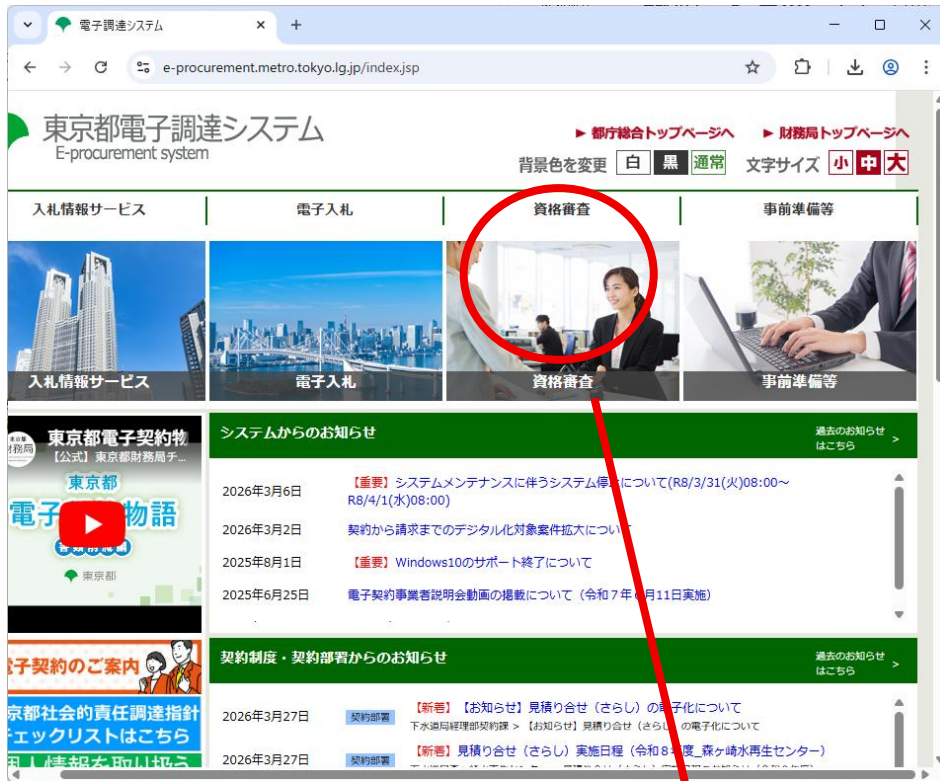 電子調達システム
e-procurement.metro.tokyo.lg.jp/index.jsp
東京都電子調達システム
E-procurement system
▶ 都庁総合トップページへ ▶ 財務局トップページへ
背景色を変更 白 黒 通常 文字サイズ 小 中 大
入札情報サービス 電子入札 資格審査 事前準備等
入札情報サービス 電子入札 資格審査 事前準備等
東京都電子契約物
【公式】東京都財務局チ...
東京都
電子 物語
東京都
システムからのお知らせ
過去のお知らせ
はこちら >
2026年3月6日 【重要】システムメンテナンスに伴うシステム停止について(R8/3/31(火)08:00～
R8/4/1(水)08:00)
2026年3月2日 契約から請求までのデジタル化対象案件拡大について
2025年8月1日 【重要】Windows10のサポート終了について
2025年6月25日 電子契約事業者説明会動画の掲載について（令和７年6月11日実施）
子契約のご案内
京都社会的責任調達指針
ェックリストはこちら
契約制度・契約部署からのお知らせ
過去のお知らせ
はこちら >
2026年3月27日 契約部署 【新着】【お知らせ】見積り合せ（さらし）の電子化について
下水道局経理部契約課 > 【お知らせ】見積り合せ（さらし）の電子化について
2026年3月27日 契約部署 【新着】見積り合せ（さらし）実施日程（令和８年度_森ヶ崎水再生センター）